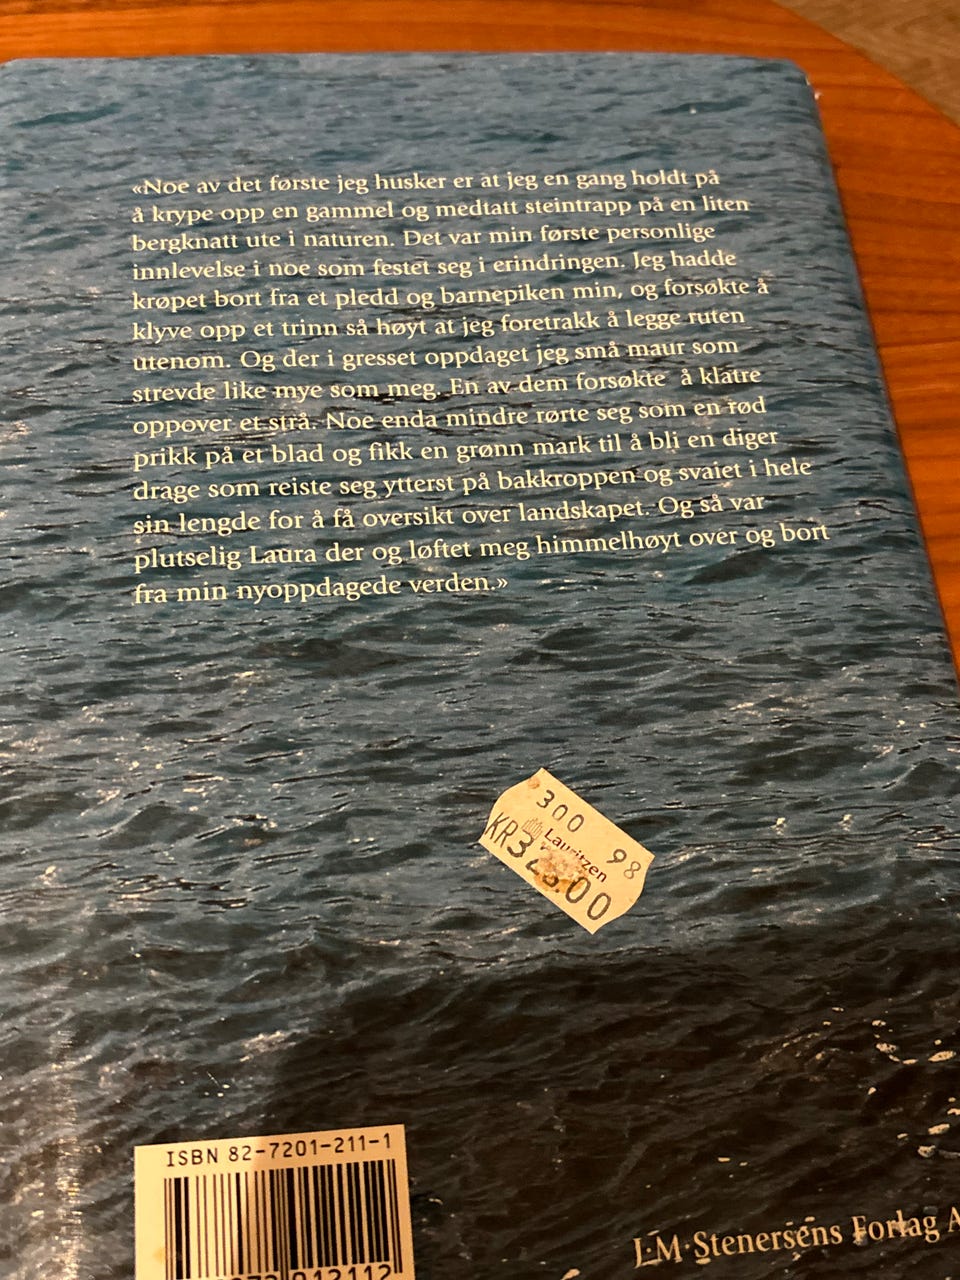 «Noe av det første jeg husker er at jeg en gang holdt på
å krype opp en gammel og medtatt steintrapp på en liten
bergknatt ute i naturen. Det var min første personlige
innlevelse i noe som festet seg i erindringen. Jeg hadde
krøpet bort fra et pledd og barnepiken min, og forsøkte å
klyve opp et trinn så høyt at jeg foretrakk å legge ruten
utenom. Og der i gresset oppdaget jeg små maur som
strevde like mye som meg. En av dem forsøkte å klatre
oppover et strå. Noe enda mindre rørte seg som en rød
prikk på et blad og fikk en grønn mark til å bli en diger
drage som reiste seg ytterst på bakkroppen og svaiet i hele
sin lengde for å få oversikt over landskapet. Og så var
plutselig Laura der og løftet meg himmelhøyt over og bort
fra min nyoppdagede verden.»
300 98
Lauritzen
ISBN 82-7201-211-1
J·M·Stenersens Forlag A